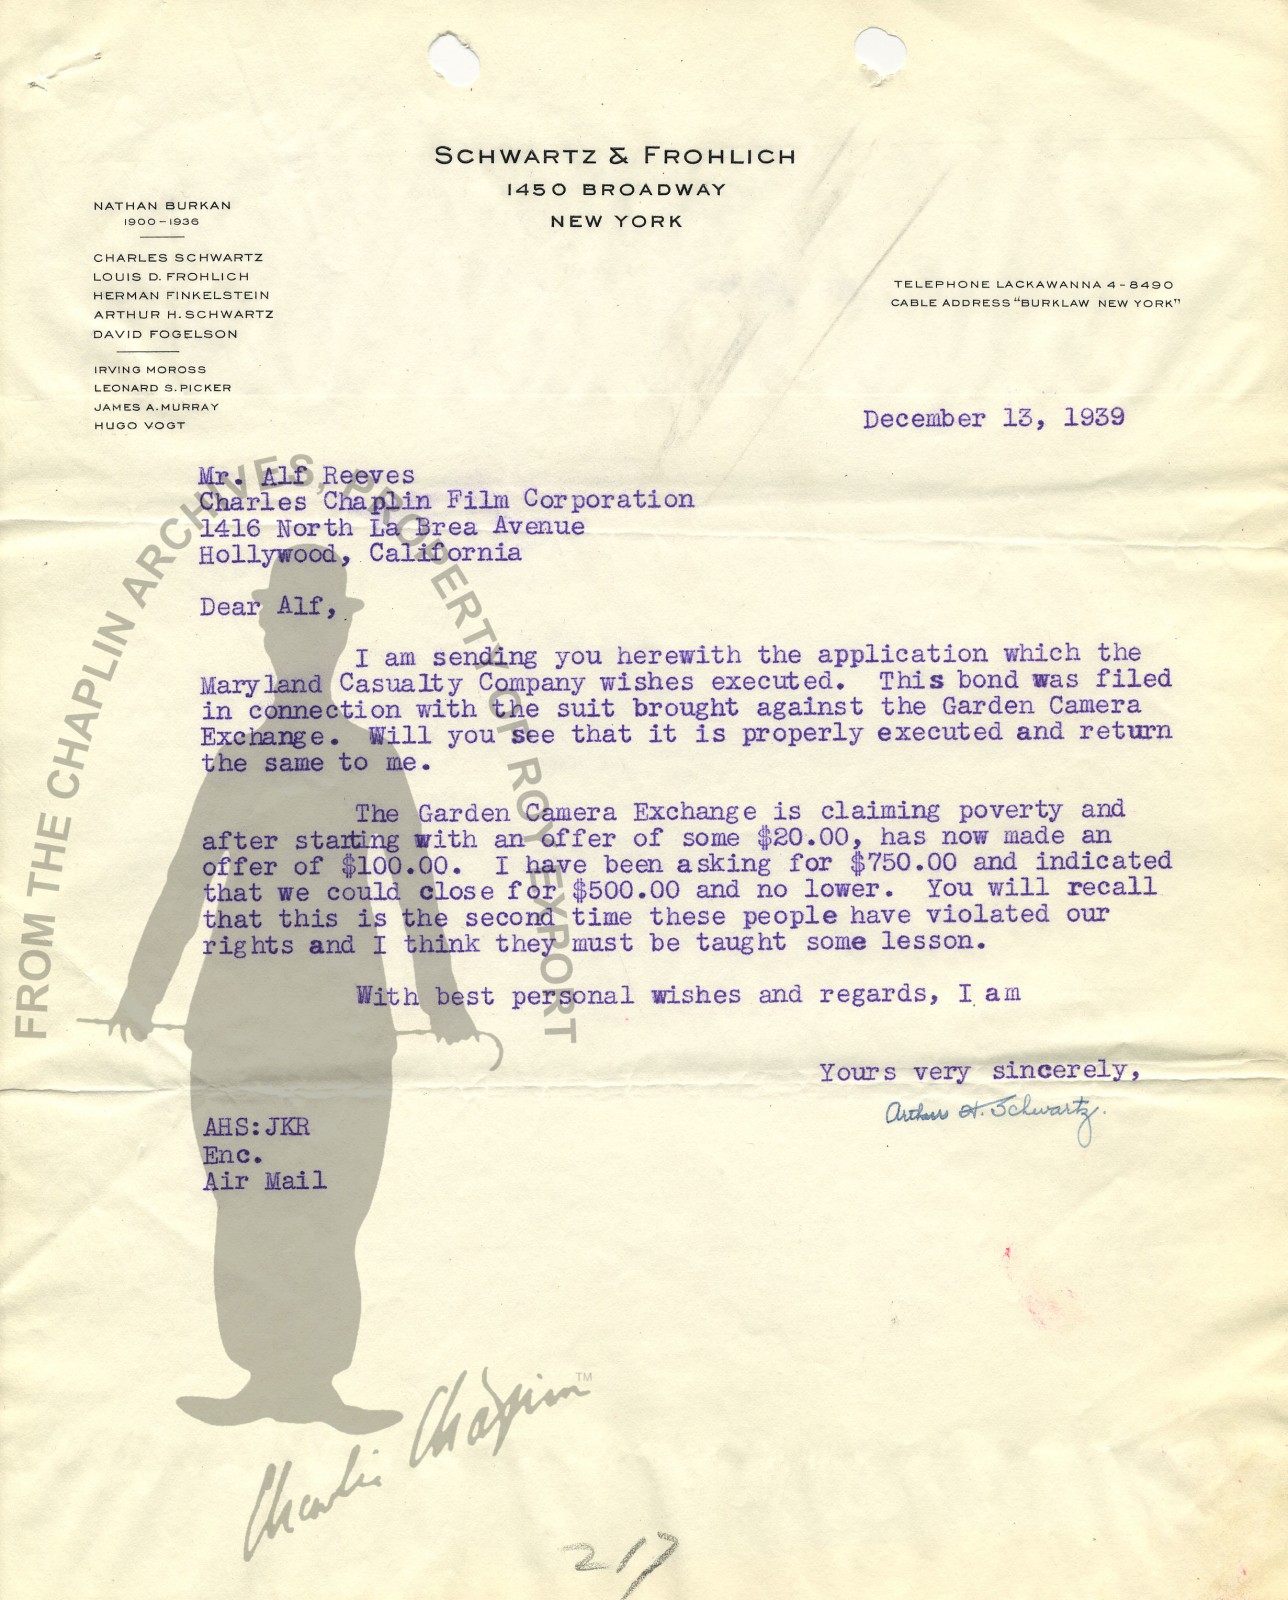 SCHWARTZ & FROHLICH
1450 BROADWAY
NEW YORK
NATHAN BURKAN
1900-1936
CHARLES SCHWARTZ
LOUIS D. FROHLICH
HERMAN FINKELSTEIN
ARTHUR H. SCHWARTZ
DAVID FOGELSON
IRVING MOROSS
LEONARD S. PICKER
JAMES A. MURRAY
HUGO VOGT
TELEPHONE LACKAWANNA 4-8490
CABLE ADDRESS "BURKLAW NEW YORK"
December 13, 1939
Mr. Alf Reeves
Charles Chaplin Film Corporation
1416 North La Brea Avenue
Hollywood, California
Dear Alf,
I am sending you herewith the application which the
Maryland Casualty Company wishes executed. This bond was filed
in connection with the suit brought against the Garden Camera
Exchange. Will you see that it is properly executed and return
the same to me.
The Garden Camera Exchange is claiming poverty and
after starting with an offer of some $20.00, has now made an
offer of $100.00. I have been asking for $750.00 and indicated
that we could close for $500.00 and no lower. You will recall
that this is the second time these people have violated our
rights and I think they must be taught some lesson.
With best personal wishes and regards, I am
Yours very sincerely,
Arthur H. Schwartz.
AHS:JKR
Enc.
Air Mail
FROM THE CHAPLIN ARCHIVES, PROPERTY OF ROY EXPORT
Charlie Chaplin TM
217